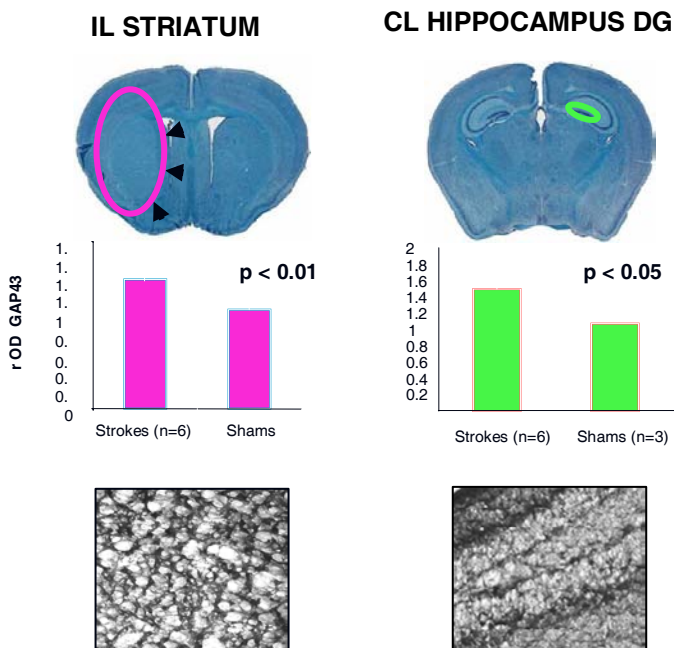 IL STRIATUM
CL HIPPOCAMPUS DG
r OD GAP43
1.
1.
1.
1.
1
0.
0.
0.
0.
0
p < 0.01
Strokes (n=6) Shams
2
1.8
1.6
1.4
1.2
1
0.8
0.6
0.4
0.2
p < 0.05
Strokes (n=6) Shams (n=3)